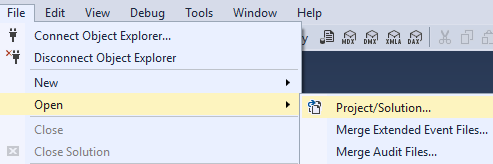 File View Debug Tools Window Help
Connect Object Explorer...
Disconnect Object Explorer
MDX DMX XMLA DAX
New
Open
Project/Solution...
Close
Merge Extended Event Files...
Close Solution
Merge Audit Files...